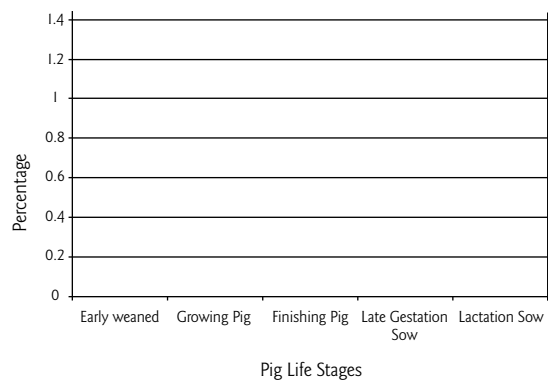 1.4
1.2
1
0.8
0.6
0.4
0.2
0
Percentage
Early weaned
Growing Pig
Finishing Pig
Late Gestation
Sow
Lactation Sow
Pig Life Stages